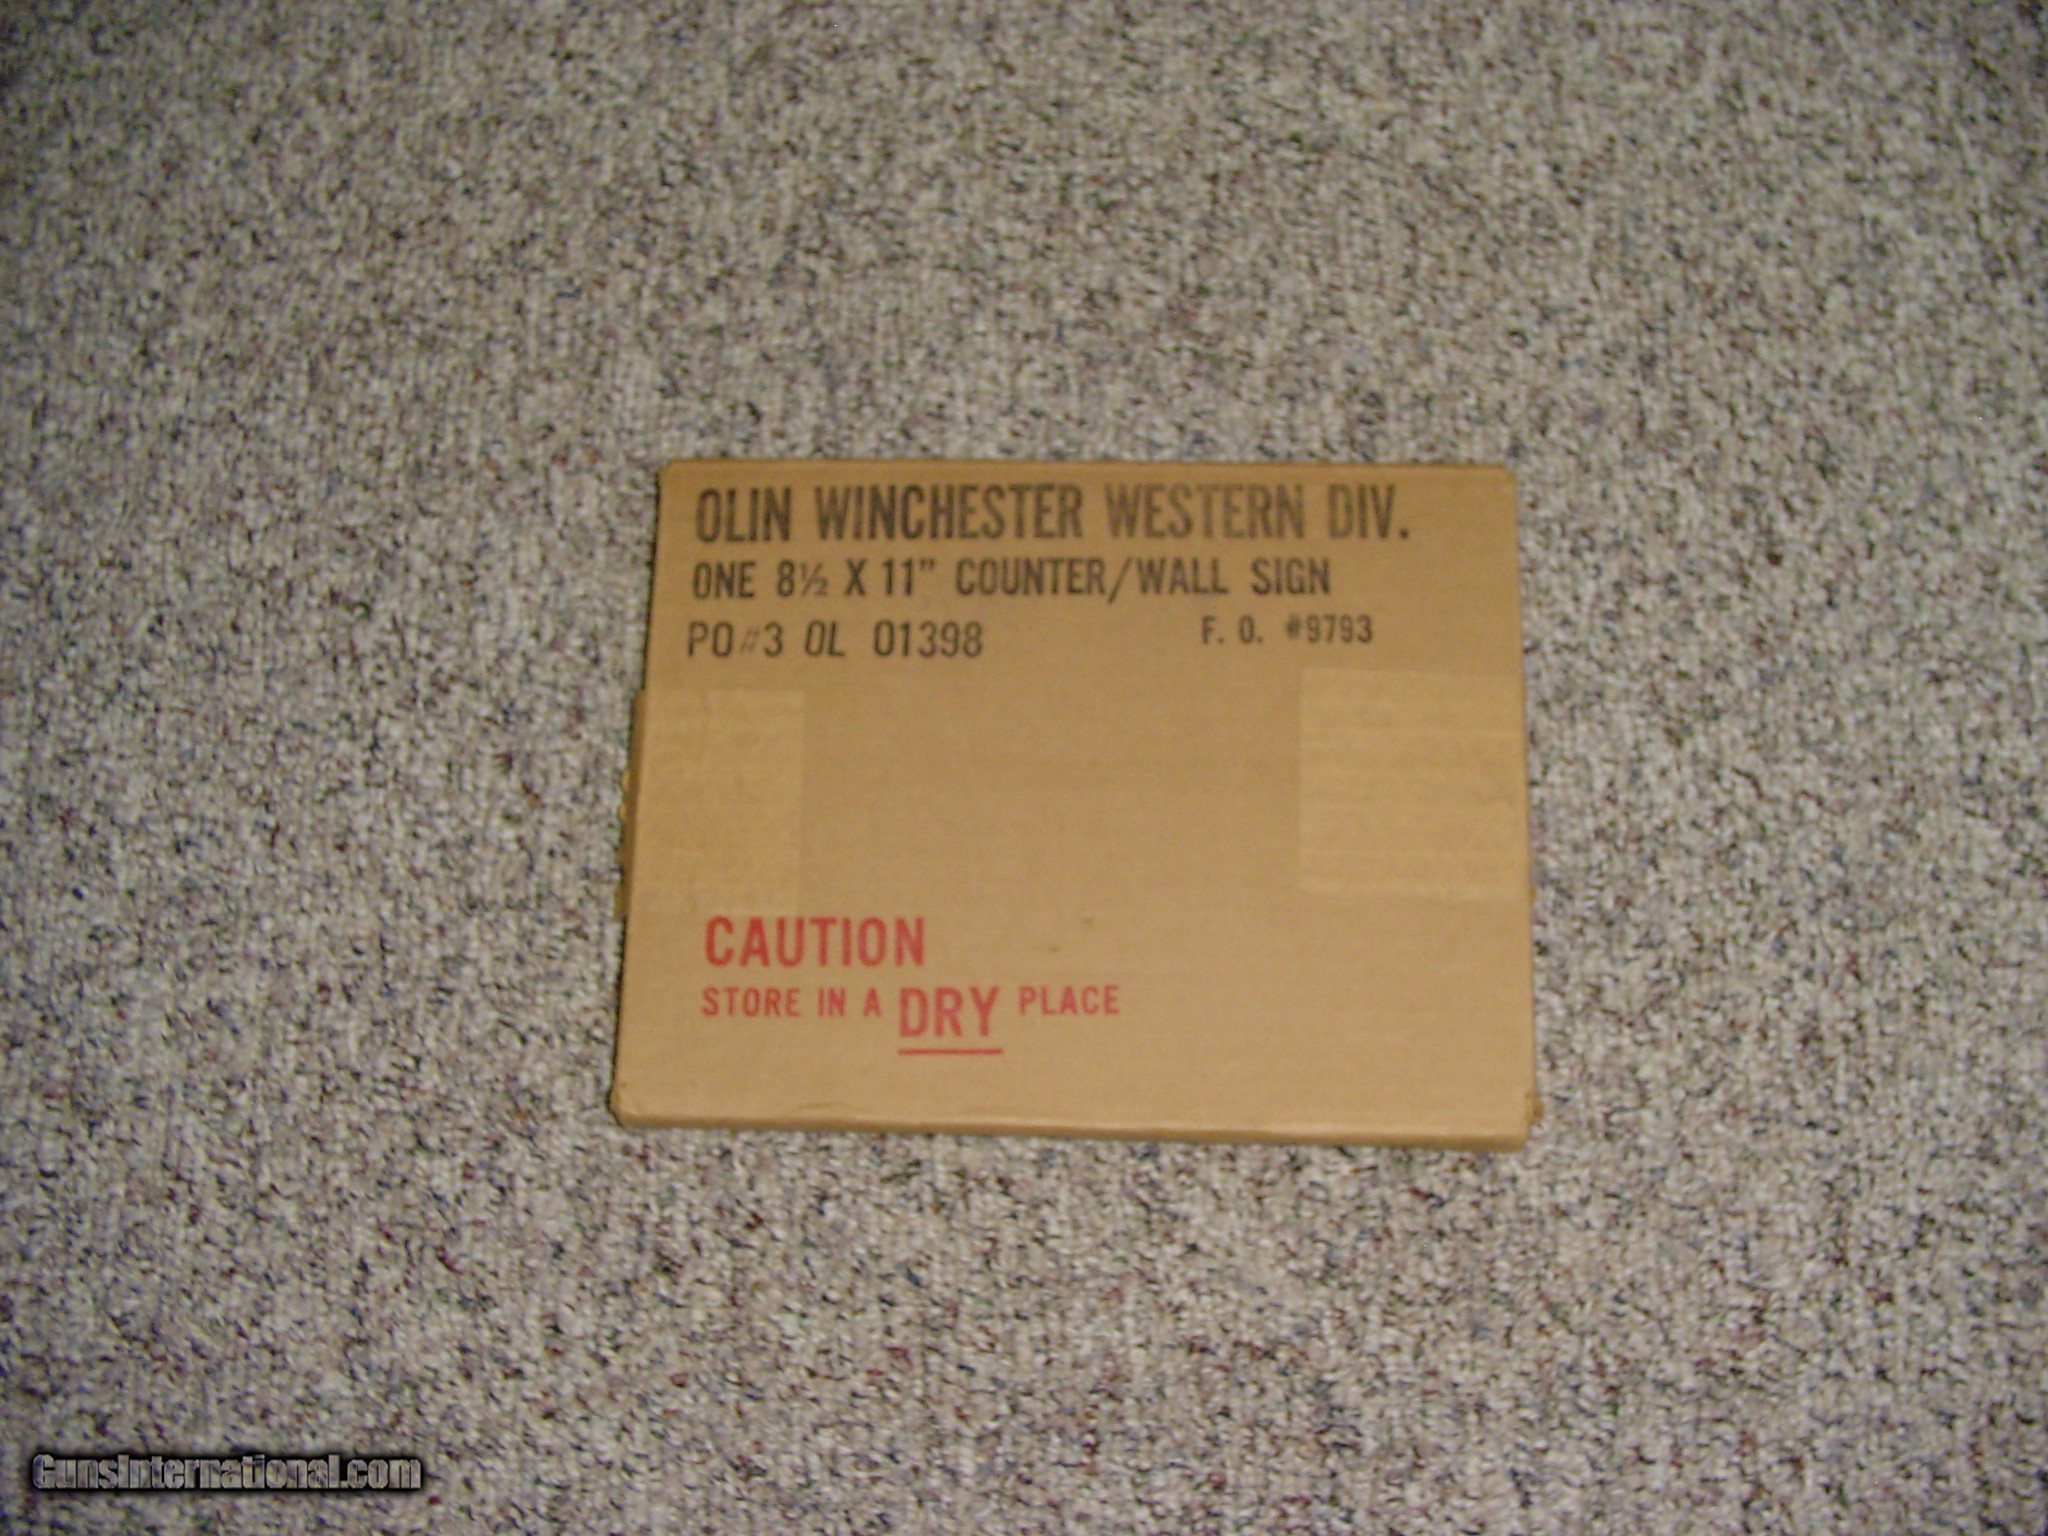 OLIN WINCHESTER WESTERN DIV.
ONE 8½ X 11" COUNTER/WALL SIGN
PO#3 OL 01398 F. O. #9793
CAUTION
STORE IN A DRY PLACE
GunsInternational.com